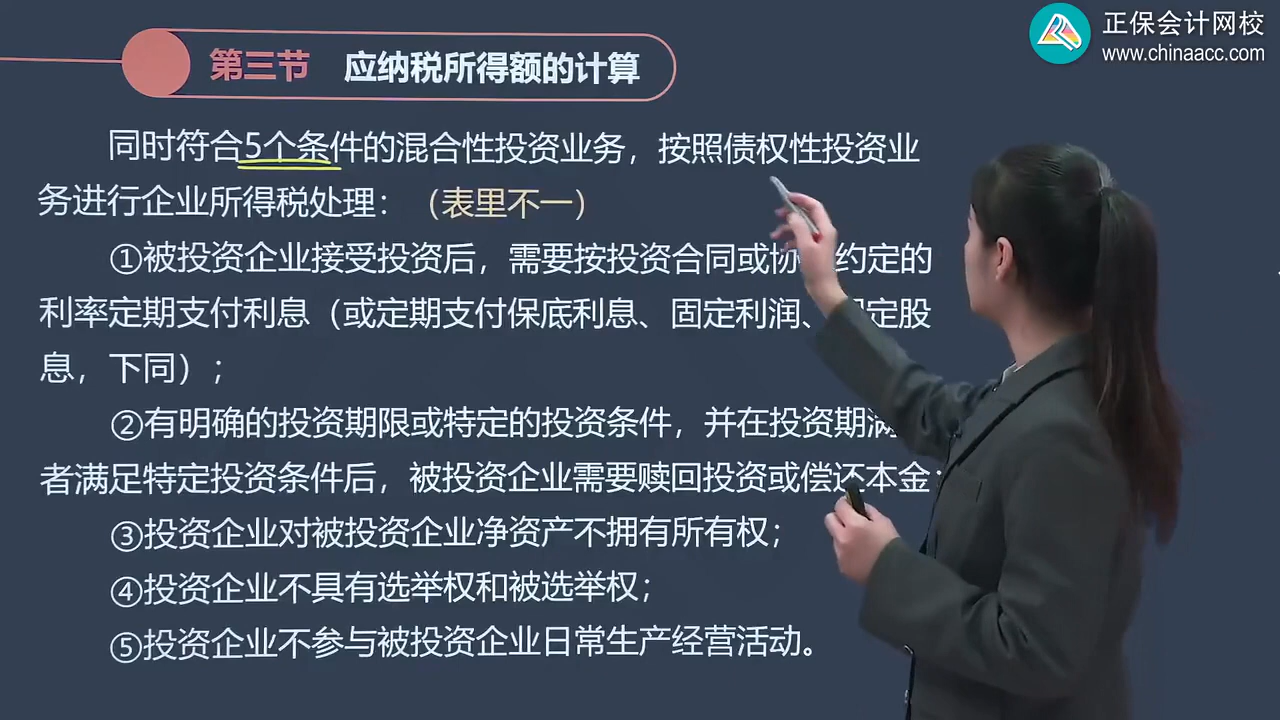 正保会计网校
www.chinaacc.com
第三节 应纳税所得额的计算
同时符合5个条件的混合性投资业务，按照债权性投资业
务进行企业所得税处理：（表里不一）
①被投资企业接受投资后，需要按投资合同或协 约定的
利率定期支付利息（或定期支付保底利息、固定利润、 定股
息，下同）；
②有明确的投资期限或特定的投资条件，并在投资期满
者满足特定投资条件后，被投资企业需要赎回投资或偿还本金；
③投资企业对被投资企业净资产不拥有所有权；
④投资企业不具有选举权和被选举权；
⑤投资企业不参与被投资企业日常生产经营活动。